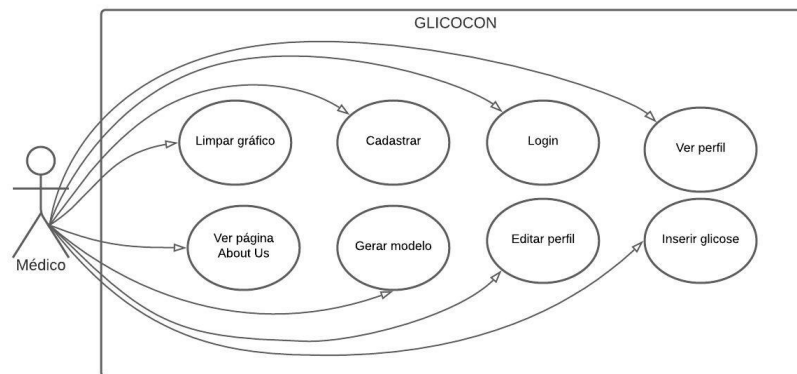 GLICOCON
Limpar gráfico
Cadastrar
Login
Ver perfil
Médico
Ver página
About Us
Gerar modelo
Editar perfil
Inserir glicose